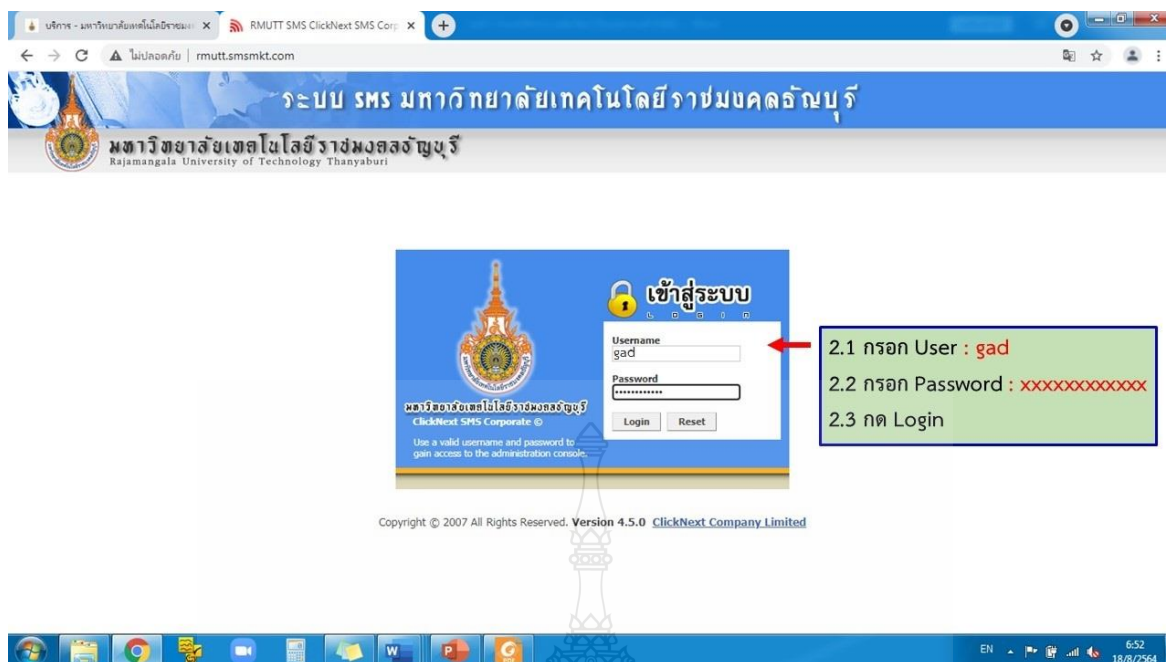 บริการ - มหาวิทยาลัยเทคโนโลยีราชมง
RMUTT SMS ClickNext SMS Corp
ไม่ปลอดภัย | rmutt.smsmkt.com
ระบบ SMS มหาวิทยาลัยเทคโนโลยีราชมงคลธัญบุรี
มหาวิทยาลัยเทคโนโลยีราชมงคลธัญบุรี
Rajamangala University of Technology Thanyaburi
เข้าสู่ระบบ
LOGIN
Username
gad
Password
••••••••••••
Login Reset
มหาวิทยาลัยเทคโนโลยีราชมงคลธัญบุรี
ClickNext SMS Corporate ©
Use a valid username and password to
gain access to the administration console.
2.1 กรอก User : gad
2.2 กรอก Password : xxxxxxxxxxxx
2.3 กด Login
Copyright © 2007 All Rights Reserved. Version 4.5.0 ClickNext Company Limited
EN
6:52
18/8/2564